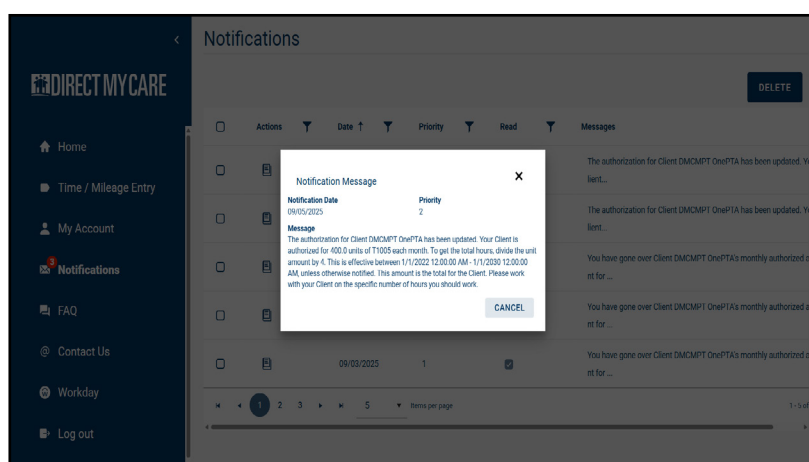 Notifications
DIRECT MY CARE
DELETE
Actions Date ↑ Priority Read Messages
Home
Time / Mileage Entry
My Account
3
Notifications
FAQ
@ Contact Us
Workday
Log out
The authorization for Client DMCMPT OnePTA has been updated. Yo
lient...
The authorization for Client DMCMPT OnePTA has been updated. Yo
lient...
You have gone over Client DMCMPT OnePTA's monthly authorized a
nt for ...
You have gone over Client DMCMPT OnePTA's monthly authorized a
nt for ...
09/03/2025 1 You have gone over Client DMCMPT OnePTA's monthly authorized a
nt for ...
Notification Message X
Notification Date Priority
09/05/2025 2
Message
The authorization for Client DMCMPT OnePTA has been updated. Your Client is
authorized for 400.0 units of T1005 each month. To get the total hours, divide the unit
amount by 4. This is effective between 1/1/2022 12:00:00 AM - 1/1/2030 12:00:00
AM, unless otherwise notified. This amount is the total for the Client. Please work
with your Client on the specific number of hours you should work.
CANCEL
1 2 3 5 Items per page 1 - 5 of